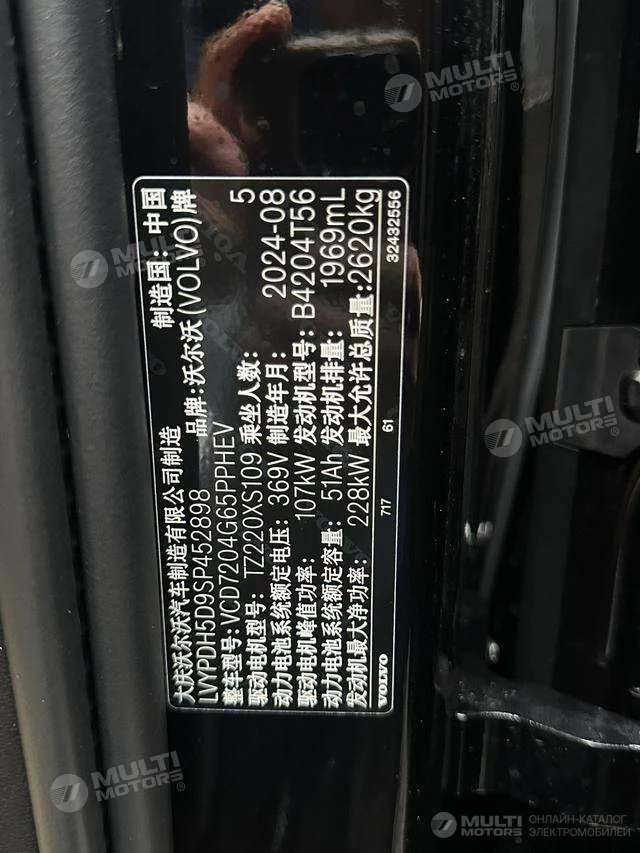 大庆沃尔沃汽车制造有限公司制造 制造国: 中国
LVYPDH5D9SP452898 品牌:沃尔沃(VOLVO)牌
整车型号: VCD7204G65PPHEV
驱动电机型号: TZ220XS109 乘坐人数: 5
动力电池系统额定电压: 369V 制造年月: 2024-08
驱动电机峰值功率: 107kW 发动机型号: B4204T56
动力电池系统额定容量: 51Ah 发动机排量: 1969mL
发动机最大净功率: 228kW 最大允许总质量:2620kg
VOLVO 717 61 32432556
MULTI MOTORS®
MULTI MOTORS®
MULTI MOTORS®
MULTI MOTORS®
MULTI MOTORS® ОНЛАЙН-КАТАЛОГ
ЭЛЕКТРОМОБИЛЕЙ